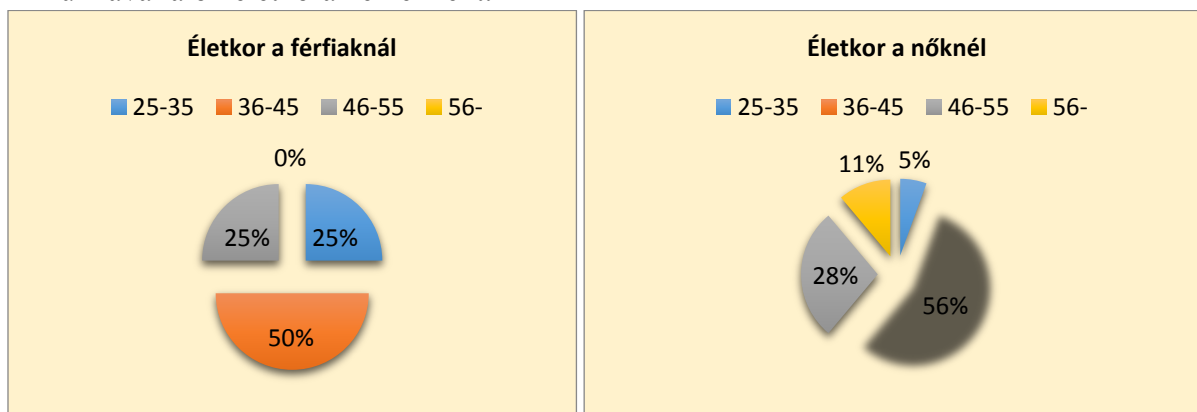 Életkor a férfiaknál
25-35 36-45 46-55 56-
0%
25% 25%
50%
Életkor a nőknél
25-35 36-45 46-55 56-
11% 5%
28%
56%